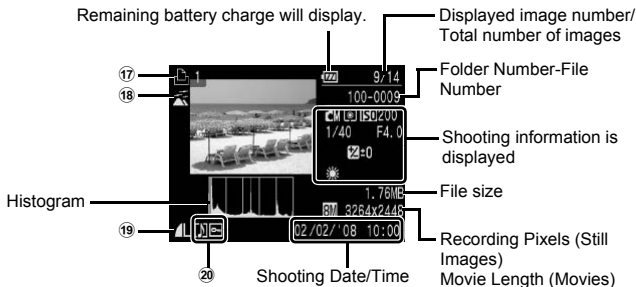 Remaining battery charge will display.
Displayed image number/
Total number of images
⑰
1
9/14
⑱
100-0009
Folder Number-File
Number
ISO 200
1/40 F4.0
±0
Shooting information is
displayed
Histogram
1.76MB
File size
8M 3264x2448
⑲
L
02/02/'08 10:00
Recording Pixels (Still
Images)
Movie Length (Movies)
⑳
Shooting Date/Time